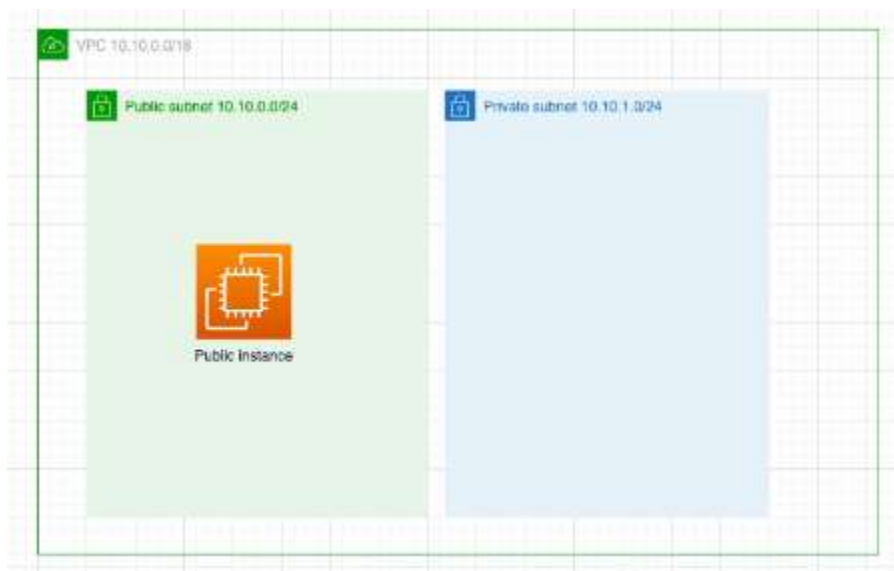 VPC 10.10.0.0/18
Public subnet 10.10.0.0/24
Private subnet 10.10.1.0/24
Public instance